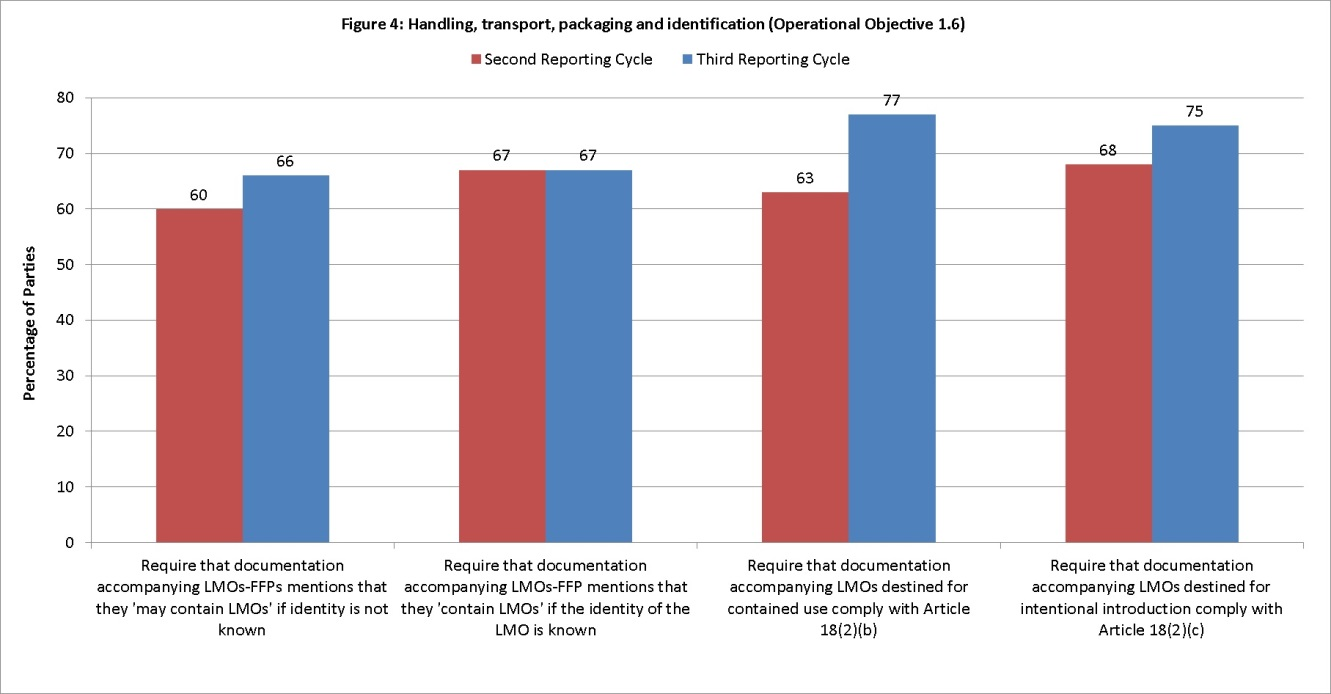 Figure 4: Handling, transport, packaging and identification (Operational Objective 1.6)
Second Reporting Cycle Third Reporting Cycle
Percentage of Parties
80
70
60
50
40
30
20
10
0
60
66
67
67
63
77
68
75
Require that documentation
accompanying LMOs-FFPs mentions that
they 'may contain LMOs' if identity is not
known
Require that documentation
accompanying LMOs-FFP mentions that
they 'contain LMOs' if the identity of the
LMO is known
Require that documentation
accompanying LMOs destined for
contained use comply with Article
18(2)(b)
Require that documentation
accompanying LMOs destined for
intentional introduction comply with
Article 18(2)(c)